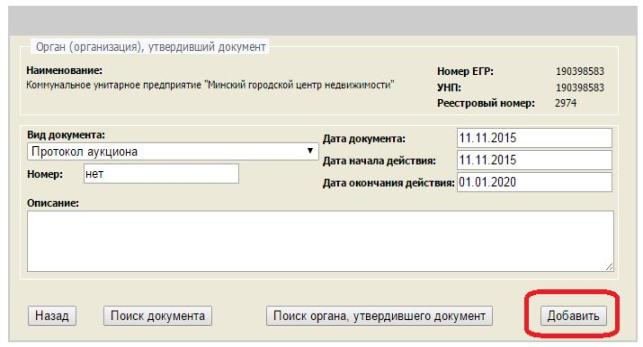 Орган (организация), утвердивший документ
Наименование:
Коммунальное унитарное предприятие "Минский городской центр недвижимости"
Номер ЕГР: 190398583
УНП: 190398583
Реестровый номер: 2974
Вид документа:
Протокол аукциона
Номер: нет
Дата документа: 11.11.2015
Дата начала действия: 11.11.2015
Дата окончания действия: 01.01.2020
Описание:
Назад Поиск документа Поиск органа, утвердившего документ Добавить